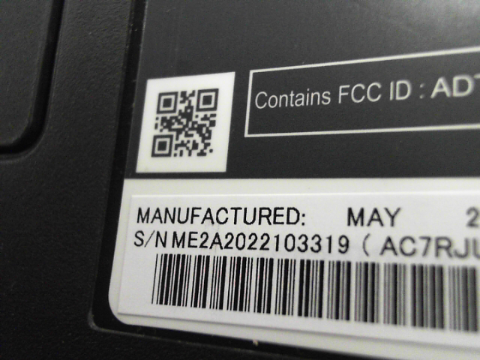 Contains FCC ID : ADT
MANUFACTURED: MAY 2
S/N ME2A2022103319 ( AC7RJU